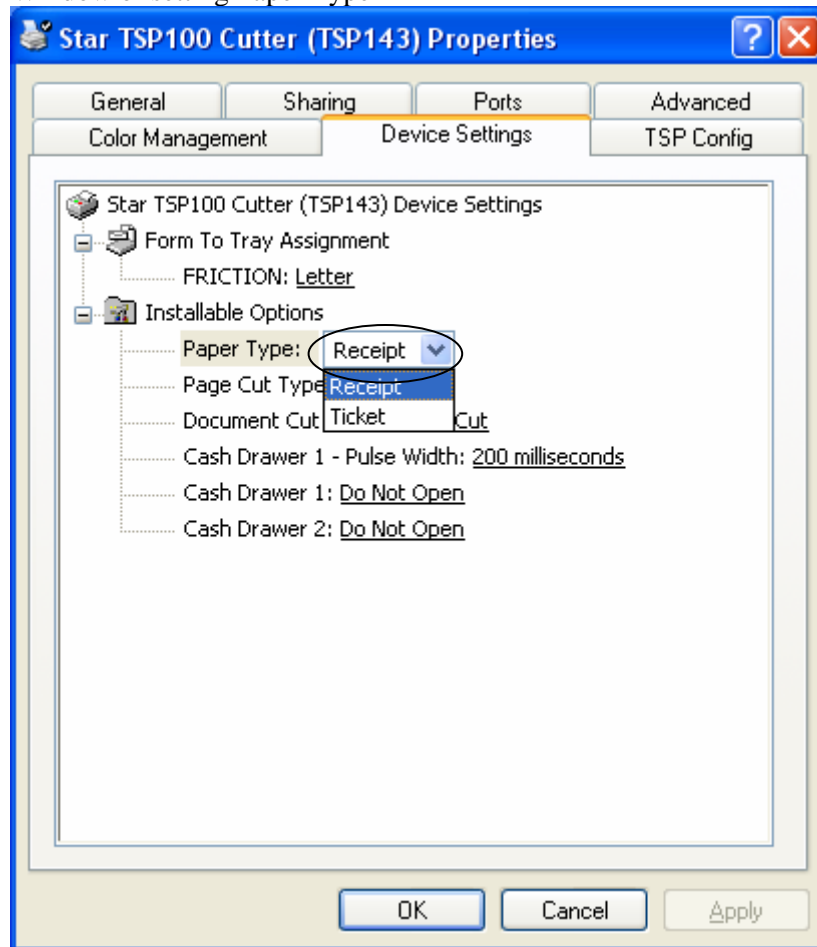 Star TSP100 Cutter (TSP143) Properties
General Sharing Ports Advanced
Color Management Device Settings TSP Config
Star TSP100 Cutter (TSP143) Device Settings
Form To Tray Assignment
FRICTION: Letter
Installable Options
Paper Type: Receipt
Page Cut Type Receipt
Document Cut Ticket Cut
Cash Drawer 1 - Pulse Width: 200 milliseconds
Cash Drawer 1: Do Not Open
Cash Drawer 2: Do Not Open
OK Cancel Apply